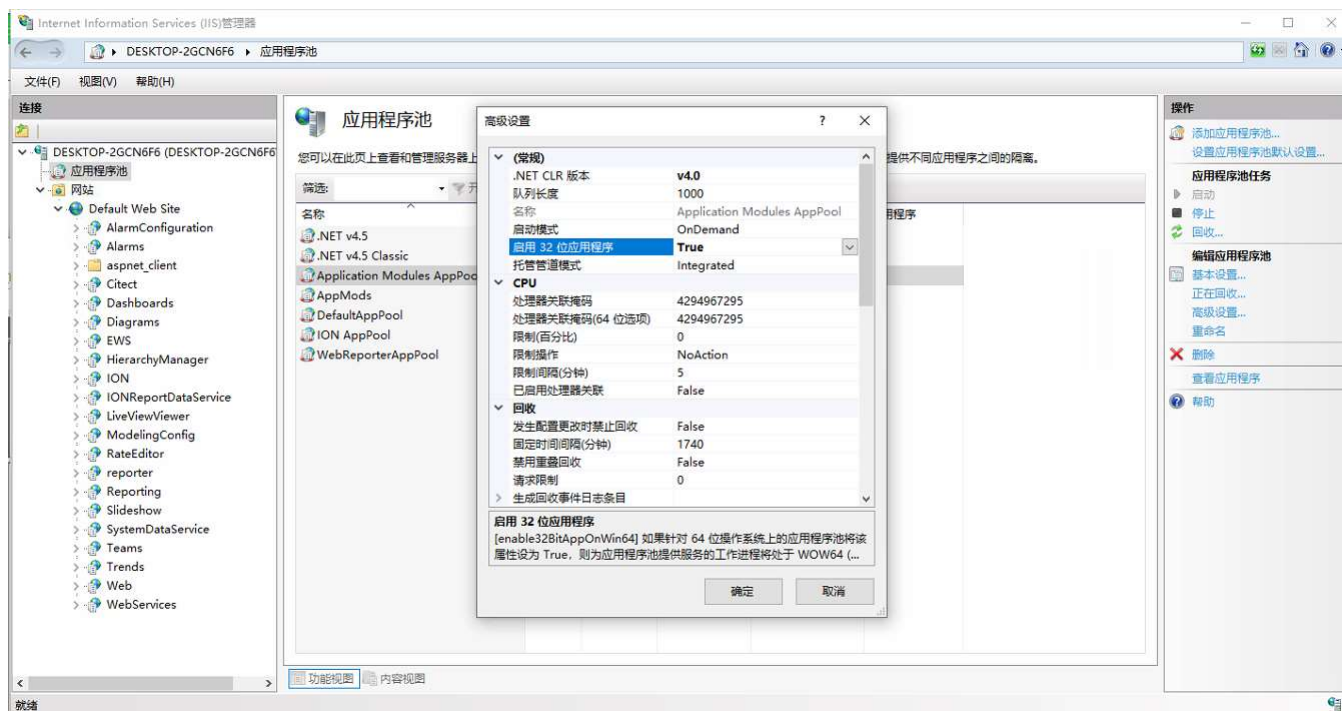 Internet Information Services (IIS)管理器
DESKTOP-2GCN6F6 应用程序池
文件(F) 视图(V) 帮助(H)
连接
DESKTOP-2GCN6F6 (DESKTOP-2GCN6F6
应用程序池
网站
Default Web Site
AlarmConfiguration
Alarms
aspnet_client
Citect
Dashboards
Diagrams
EWS
HierarchyManager
ION
IONReportDataService
LiveViewViewer
ModelingConfig
RateEditor
reporter
Reporting
Slideshow
SystemDataService
Teams
Trends
Web
WebServices
应用程序池
您可以在此页上查看和管理服务器上
提供不同应用程序之间的隔离。
筛选:
名称
用程序
.NET v4.5
.NET v4.5 Classic
Application Modules AppPoo
AppMods
DefaultAppPool
ION AppPool
WebReporterAppPool
高级设置 ?
(常规)
.NET CLR 版本 v4.0
队列长度 1000
名称 Application Modules AppPool
启动模式 OnDemand
启用 32 位应用程序 True
托管管道模式 Integrated
CPU
处理器关联掩码 4294967295
处理器关联掩码(64 位选项) 4294967295
限制(百分比) 0
限制操作 NoAction
限制间隔(分钟) 5
已启用处理器关联 False
回收
发生配置更改时禁止回收 False
固定时间间隔(分钟) 1740
禁用重叠回收 False
请求限制 0
生成回收事件日志条目
启用 32 位应用程序
[enable32BitAppOnWin64] 如果针对 64 位操作系统上的应用程序池将该
属性设为 True，则为应用程序池提供服务的工作进程将处于 WOW64 (...
确定 取消
功能视图 内容视图
操作
添加应用程序池...
设置应用程序池默认设置...
应用程序池任务
启动
停止
回收...
编辑应用程序池
基本设置...
正在回收...
高级设置...
重命名
删除
查看应用程序
帮助
就绪